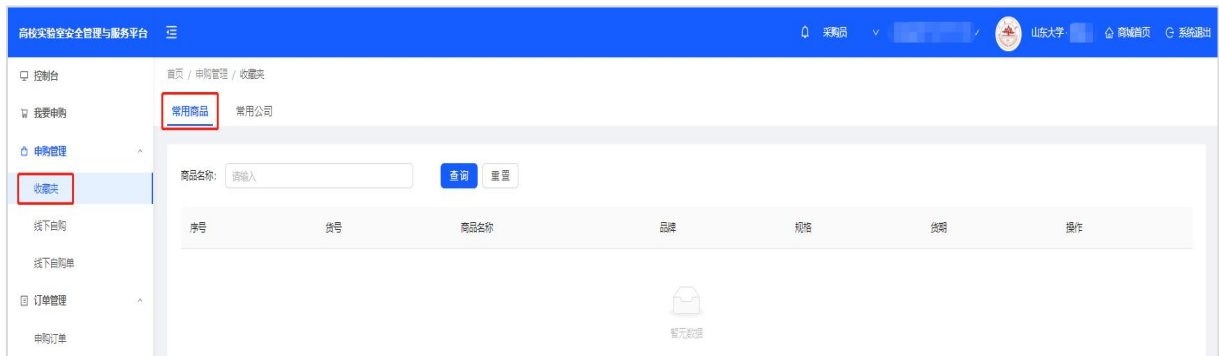 高校实验室安全管理与服务平台 采购员 山东大学 商城首页 系统退出
控制台
首页 / 申购管理 / 收藏夹
我要申购
常用商品 常用公司
申购管理
商品名称: 请输入 查询 重置
收藏夹
线下自购
序号 货号 商品名称 品牌 规格 货期 操作
线下自购单
订单管理
暂无数据
申购订单